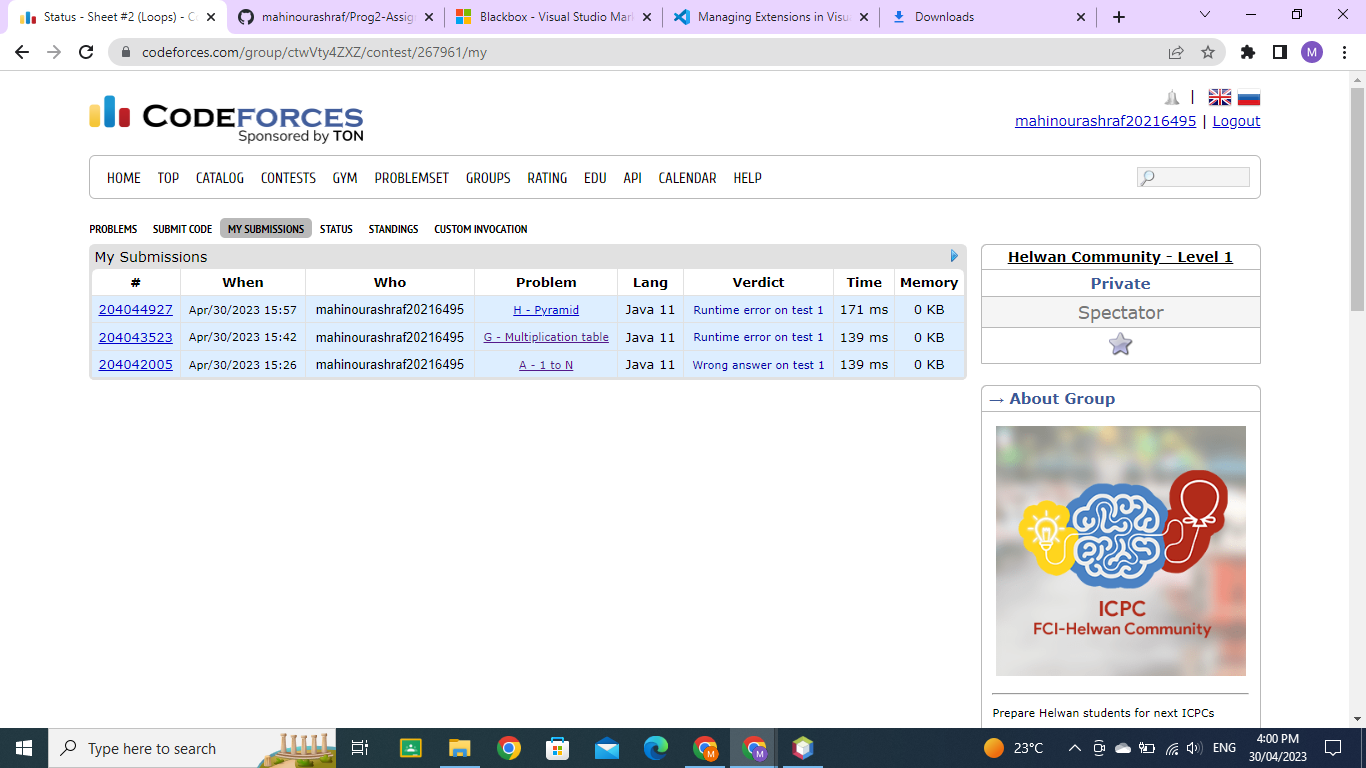 Status - Sheet #2 (Loops) - C
mahinourashraf/Prog2-Assig
Blackbox - Visual Studio Mark
Managing Extensions in Visua
Downloads
codeforces.com/group/ctwVty4ZXZ/contest/267961/my
M
CODEFORCES
Sponsored by TON
|
mahinourashraf20216495 | Logout
HOME TOP CATALOG CONTESTS GYM PROBLEMSET GROUPS RATING EDU API CALENDAR HELP
PROBLEMS SUBMIT CODE MY SUBMISSIONS STATUS STANDINGS CUSTOM INVOCATION
My Submissions
# When Who Problem Lang Verdict Time Memory
204044927 Apr/30/2023 15:57 mahinourashraf20216495 H - Pyramid Java 11 Runtime error on test 1 171 ms 0 KB
204043523 Apr/30/2023 15:42 mahinourashraf20216495 G - Multiplication table Java 11 Runtime error on test 1 139 ms 0 KB
204042005 Apr/30/2023 15:26 mahinourashraf20216495 A - 1 to N Java 11 Wrong answer on test 1 139 ms 0 KB
Helwan Community - Level 1
Private
Spectator
→ About Group
ICPC
FCI-Helwan Community
Prepare Helwan students for next ICPCs
Type here to search
M
M
23°C
ENG
4:00 PM
30/04/2023